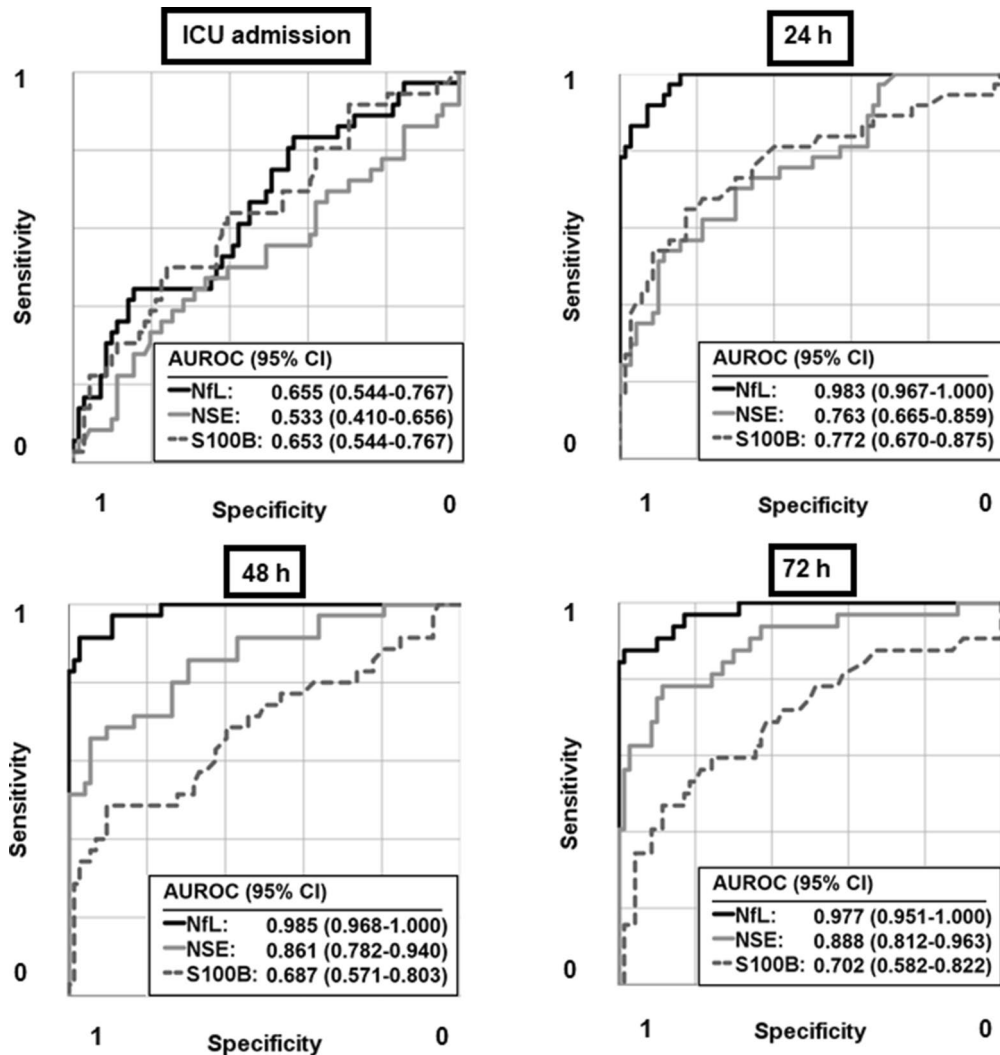 ICU admission
1
Sensitivity
0
AUROC (95% CI)
NfL: 0.655 (0.544-0.767)
NSE: 0.533 (0.410-0.656)
S100B: 0.653 (0.544-0.767)
1 Specificity 0
24 h
1
Sensitivity
0
AUROC (95% CI)
NfL: 0.983 (0.967-1.000)
NSE: 0.763 (0.665-0.859)
S100B: 0.772 (0.670-0.875)
1 Specificity 0
48 h
1
Sensitivity
0
AUROC (95% CI)
NfL: 0.985 (0.968-1.000)
NSE: 0.861 (0.782-0.940)
S100B: 0.687 (0.571-0.803)
1 Specificity 0
72 h
1
Sensitivity
0
AUROC (95% CI)
NfL: 0.977 (0.951-1.000)
NSE: 0.888 (0.812-0.963)
S100B: 0.702 (0.582-0.822)
1 Specificity 0